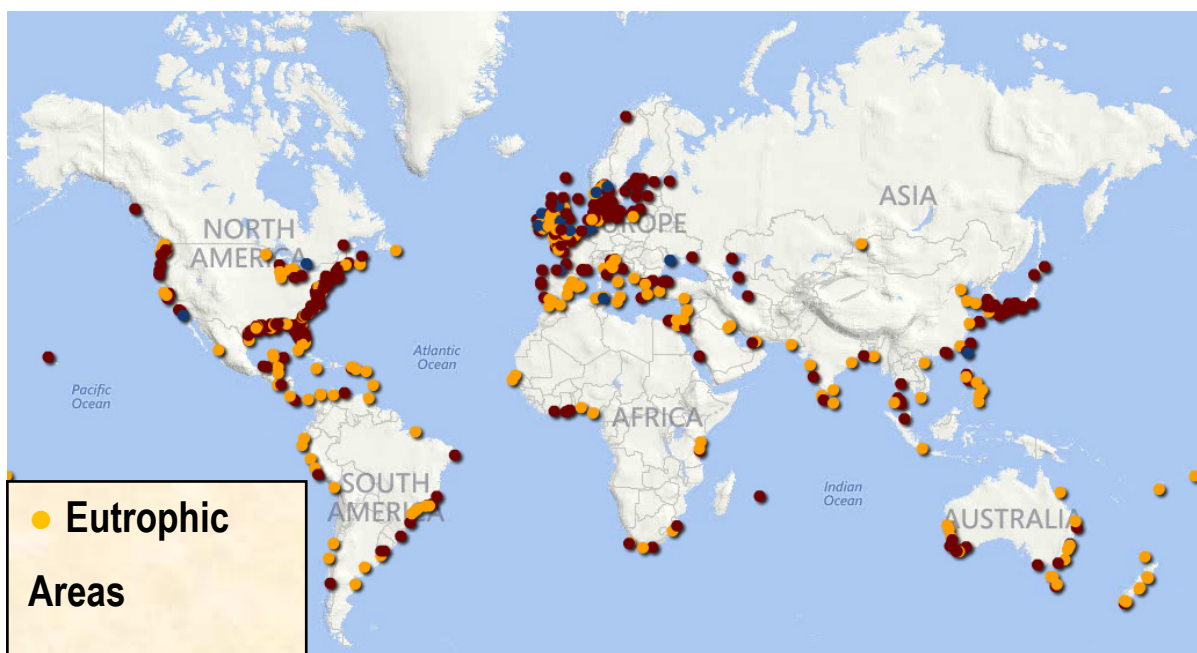 ASIA
NORTH
AMERICA
EUROPE
Atlantic
Ocean
Pacific
Ocean
AFRICA
SOUTH
AMERICA
Indian
Ocean
AUSTRALIA
Eutrophic
Areas